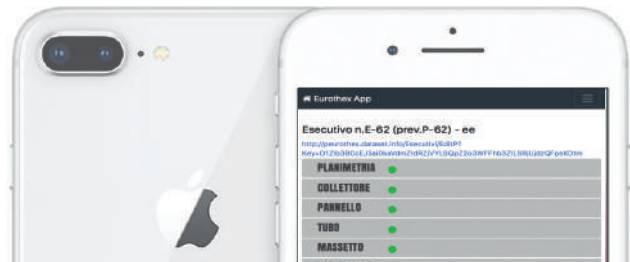 Eurothex App
Esecutivo n.E-62 (prev.P-62) - ee
PLANIMETRIA
COLLETTORE
PANNELLO
TUBO
MASSETTO